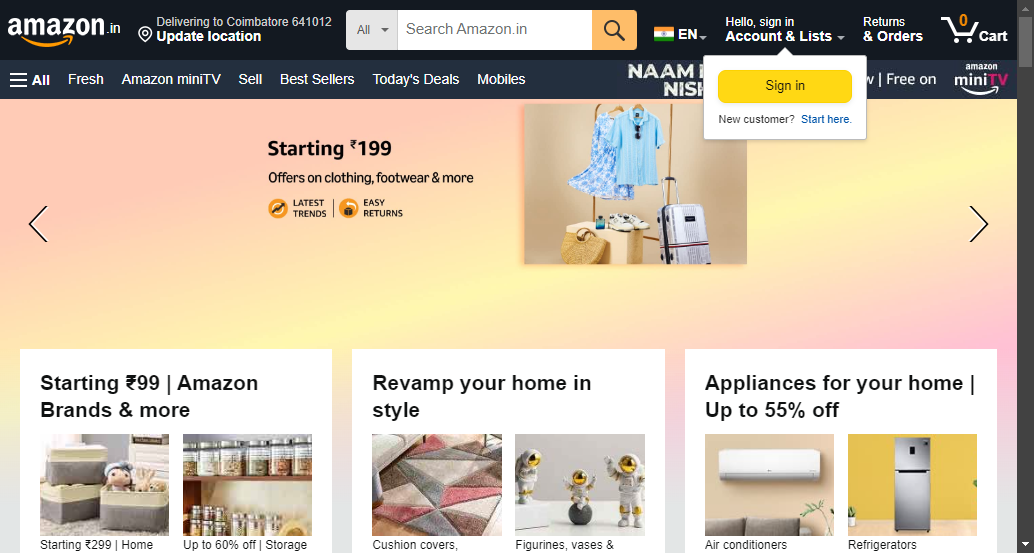 amazon.in
Delivering to Coimbatore 641012
Update location
All
Search Amazon.in
EN
Hello, sign in
Account & Lists
Returns
& Orders
0
Cart
All
Fresh
Amazon miniTV
Sell
Best Sellers
Today's Deals
Mobiles
NAAM
NISH
| Free on
amazon
miniTV
Sign in
New customer? Start here.
Starting ₹199
Offers on clothing, footwear & more
LATEST
TRENDS
EASY
RETURNS
Starting ₹99 | Amazon
Brands & more
Revamp your home in
style
Appliances for your home |
Up to 55% off
Starting ₹299 | Home
Up to 60% off | Storage
Cushion covers,
Figurines, vases &
Air conditioners
Refrigerators